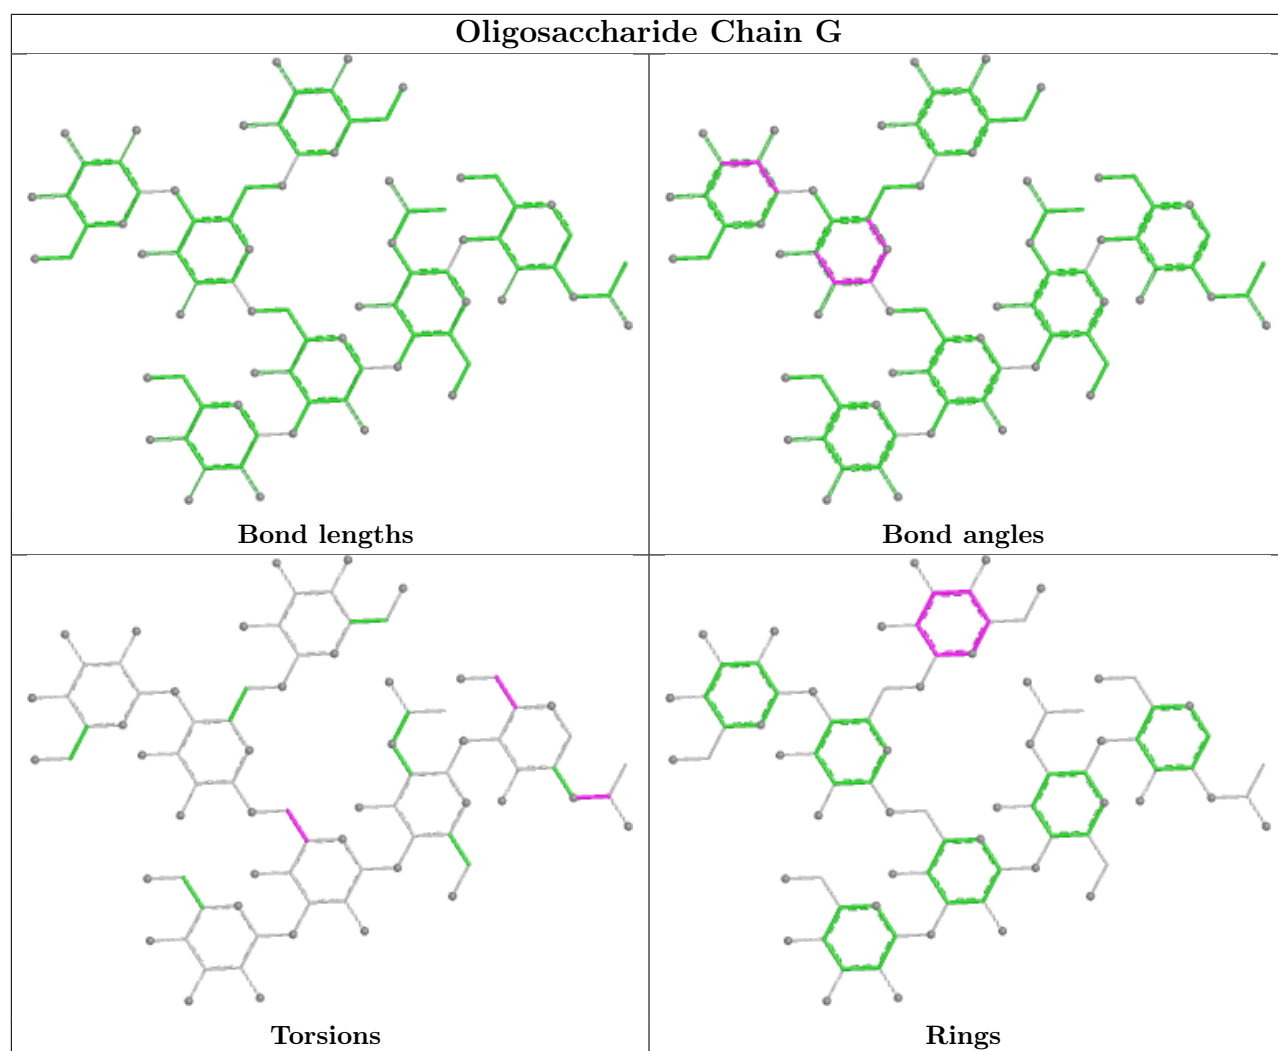 Oligosaccharide Chain G
Bond lengths
Bond angles
Torsions
Rings